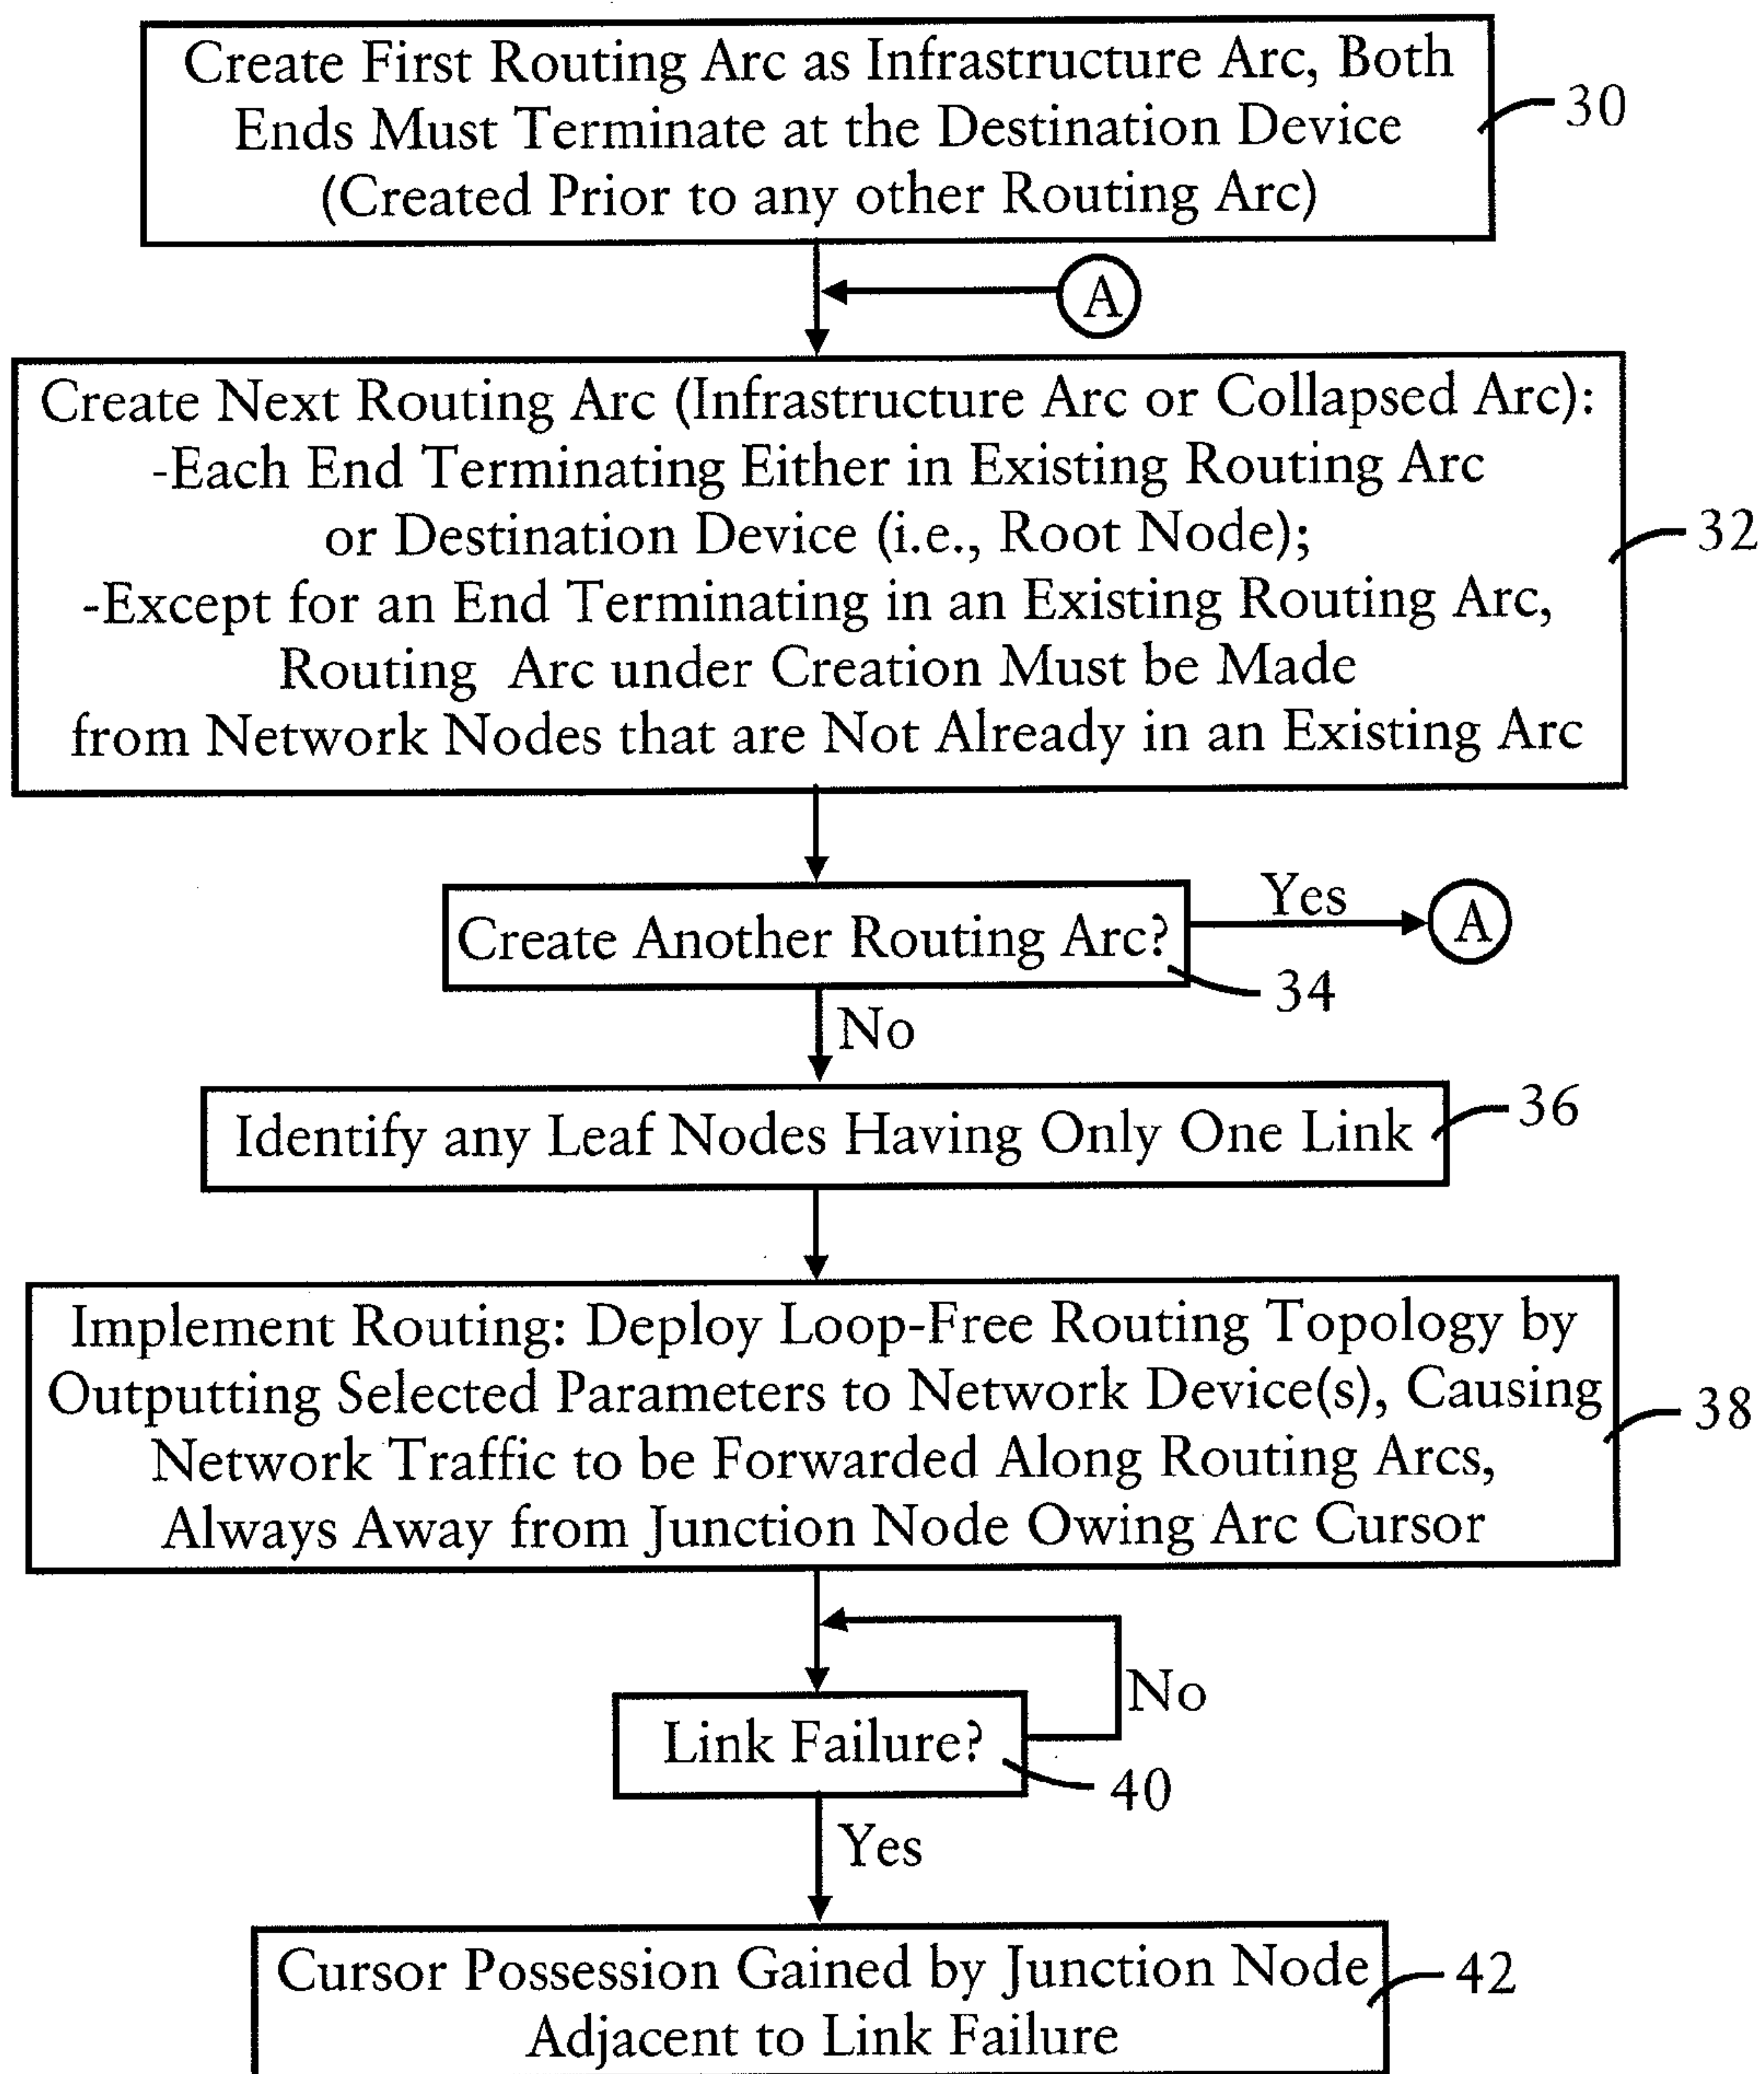 Create First Routing Arc as Infrastructure Arc, Both
Ends Must Terminate at the Destination Device
(Created Prior to any other Routing Arc)
30
A
Create Next Routing Arc (Infrastructure Arc or Collapsed Arc):
-Each End Terminating Either in Existing Routing Arc
or Destination Device (i.e., Root Node);
-Except for an End Terminating in an Existing Routing Arc,
Routing Arc under Creation Must be Made
from Network Nodes that are Not Already in an Existing Arc
32
Create Another Routing Arc?
Yes
A
34
No
Identify any Leaf Nodes Having Only One Link
36
Implement Routing: Deploy Loop-Free Routing Topology by
Outputting Selected Parameters to Network Device(s), Causing
Network Traffic to be Forwarded Along Routing Arcs,
Always Away from Junction Node Owing Arc Cursor
38
No
Link Failure?
40
Yes
Cursor Possession Gained by Junction Node
Adjacent to Link Failure
42